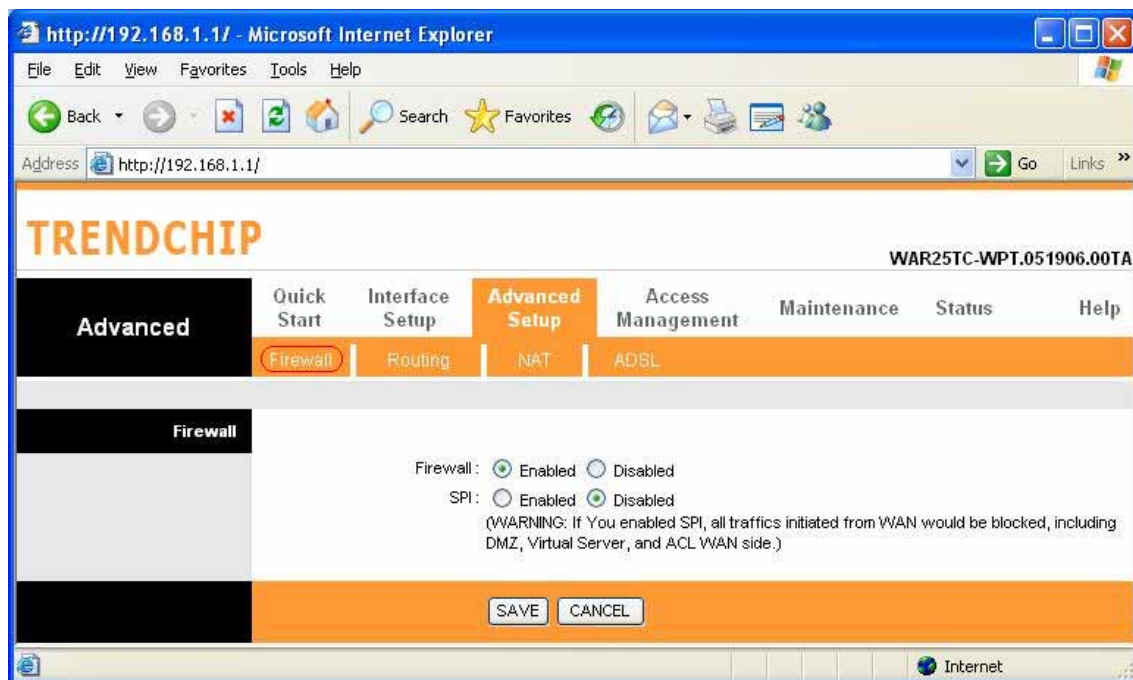 http://192.168.1.1/ - Microsoft Internet Explorer
File Edit View Favorites Tools Help
Back Search Favorites
Address http://192.168.1.1/ Go Links »
TRENDCHIP
WAR25TC-WPT.051906.00TA
Advanced
Quick Start
Interface Setup
Advanced Setup
Access Management
Maintenance
Status
Help
Firewall Routing NAT ADSL
Firewall
Firewall : Enabled Disabled
SPI : Enabled Disabled
(WARNING: If You enabled SPI, all traffics initiated from WAN would be blocked, including
DMZ, Virtual Server, and ACL WAN side.)
SAVE CANCEL
Internet